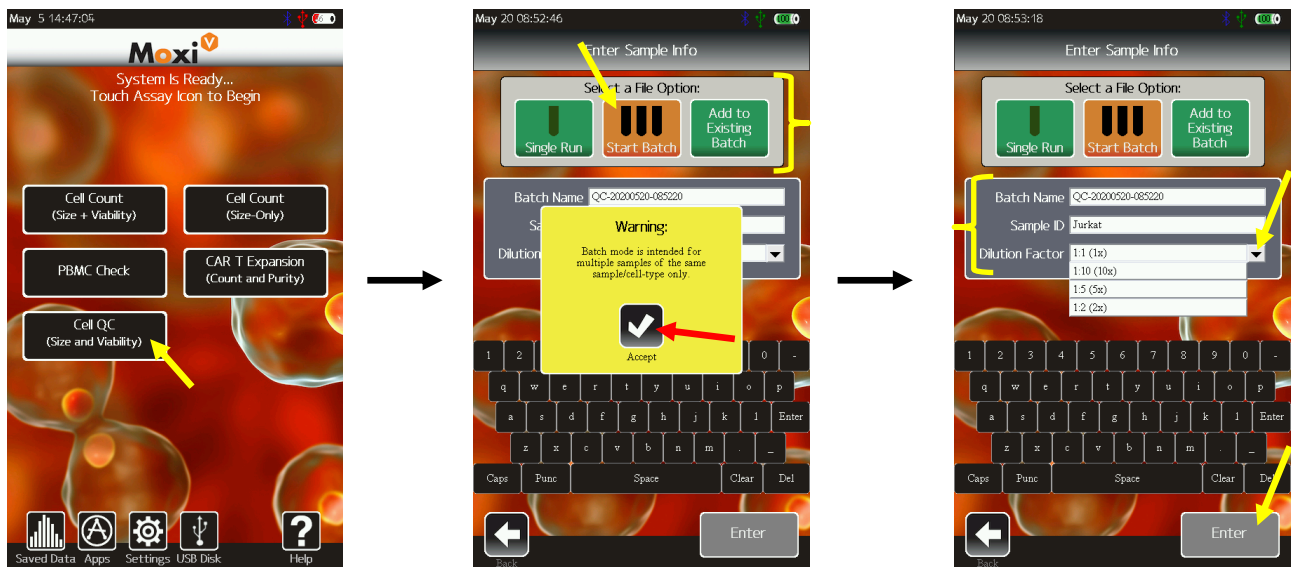 May 5 14:47:04
Moxi V
System Is Ready...
Touch Assay Icon to Begin
Cell Count
(Size + Viability)
Cell Count
(Size-Only)
PBMC Check
CAR T Expansion
(Count and Purity)
Cell QC
(Size and Viability)
Saved Data Apps Settings USB Disk Help
May 20 08:52:46
100
Enter Sample Info
Select a File Option:
Single Run
Start Batch
Add to
Existing
Batch
Batch Name QC-20200520-085220
Sa
Dilution
Warning:
Batch mode is intended for
multiple samples of the same
sample/cell-type only.
Accept
1 2 0 -
q w e r t y u i o p
a s d f g h j k l Enter
z x c v b n m . _
Caps Punc Space Clear Del
Back
Enter
May 20 08:53:18
100
Enter Sample Info
Select a File Option:
Single Run
Start Batch
Add to
Existing
Batch
Batch Name QC-20200520-085220
Sample ID Jurkat
Dilution Factor 1:1 (1x)
1:10 (10x)
1:5 (5x)
1:2 (2x)
1 2 3 4 5 6 7 8 9 0 -
q w e r t y u i o p
a s d f g h j k l Enter
z x c v b n m . _
Caps Punc Space Clear De
Back
Enter